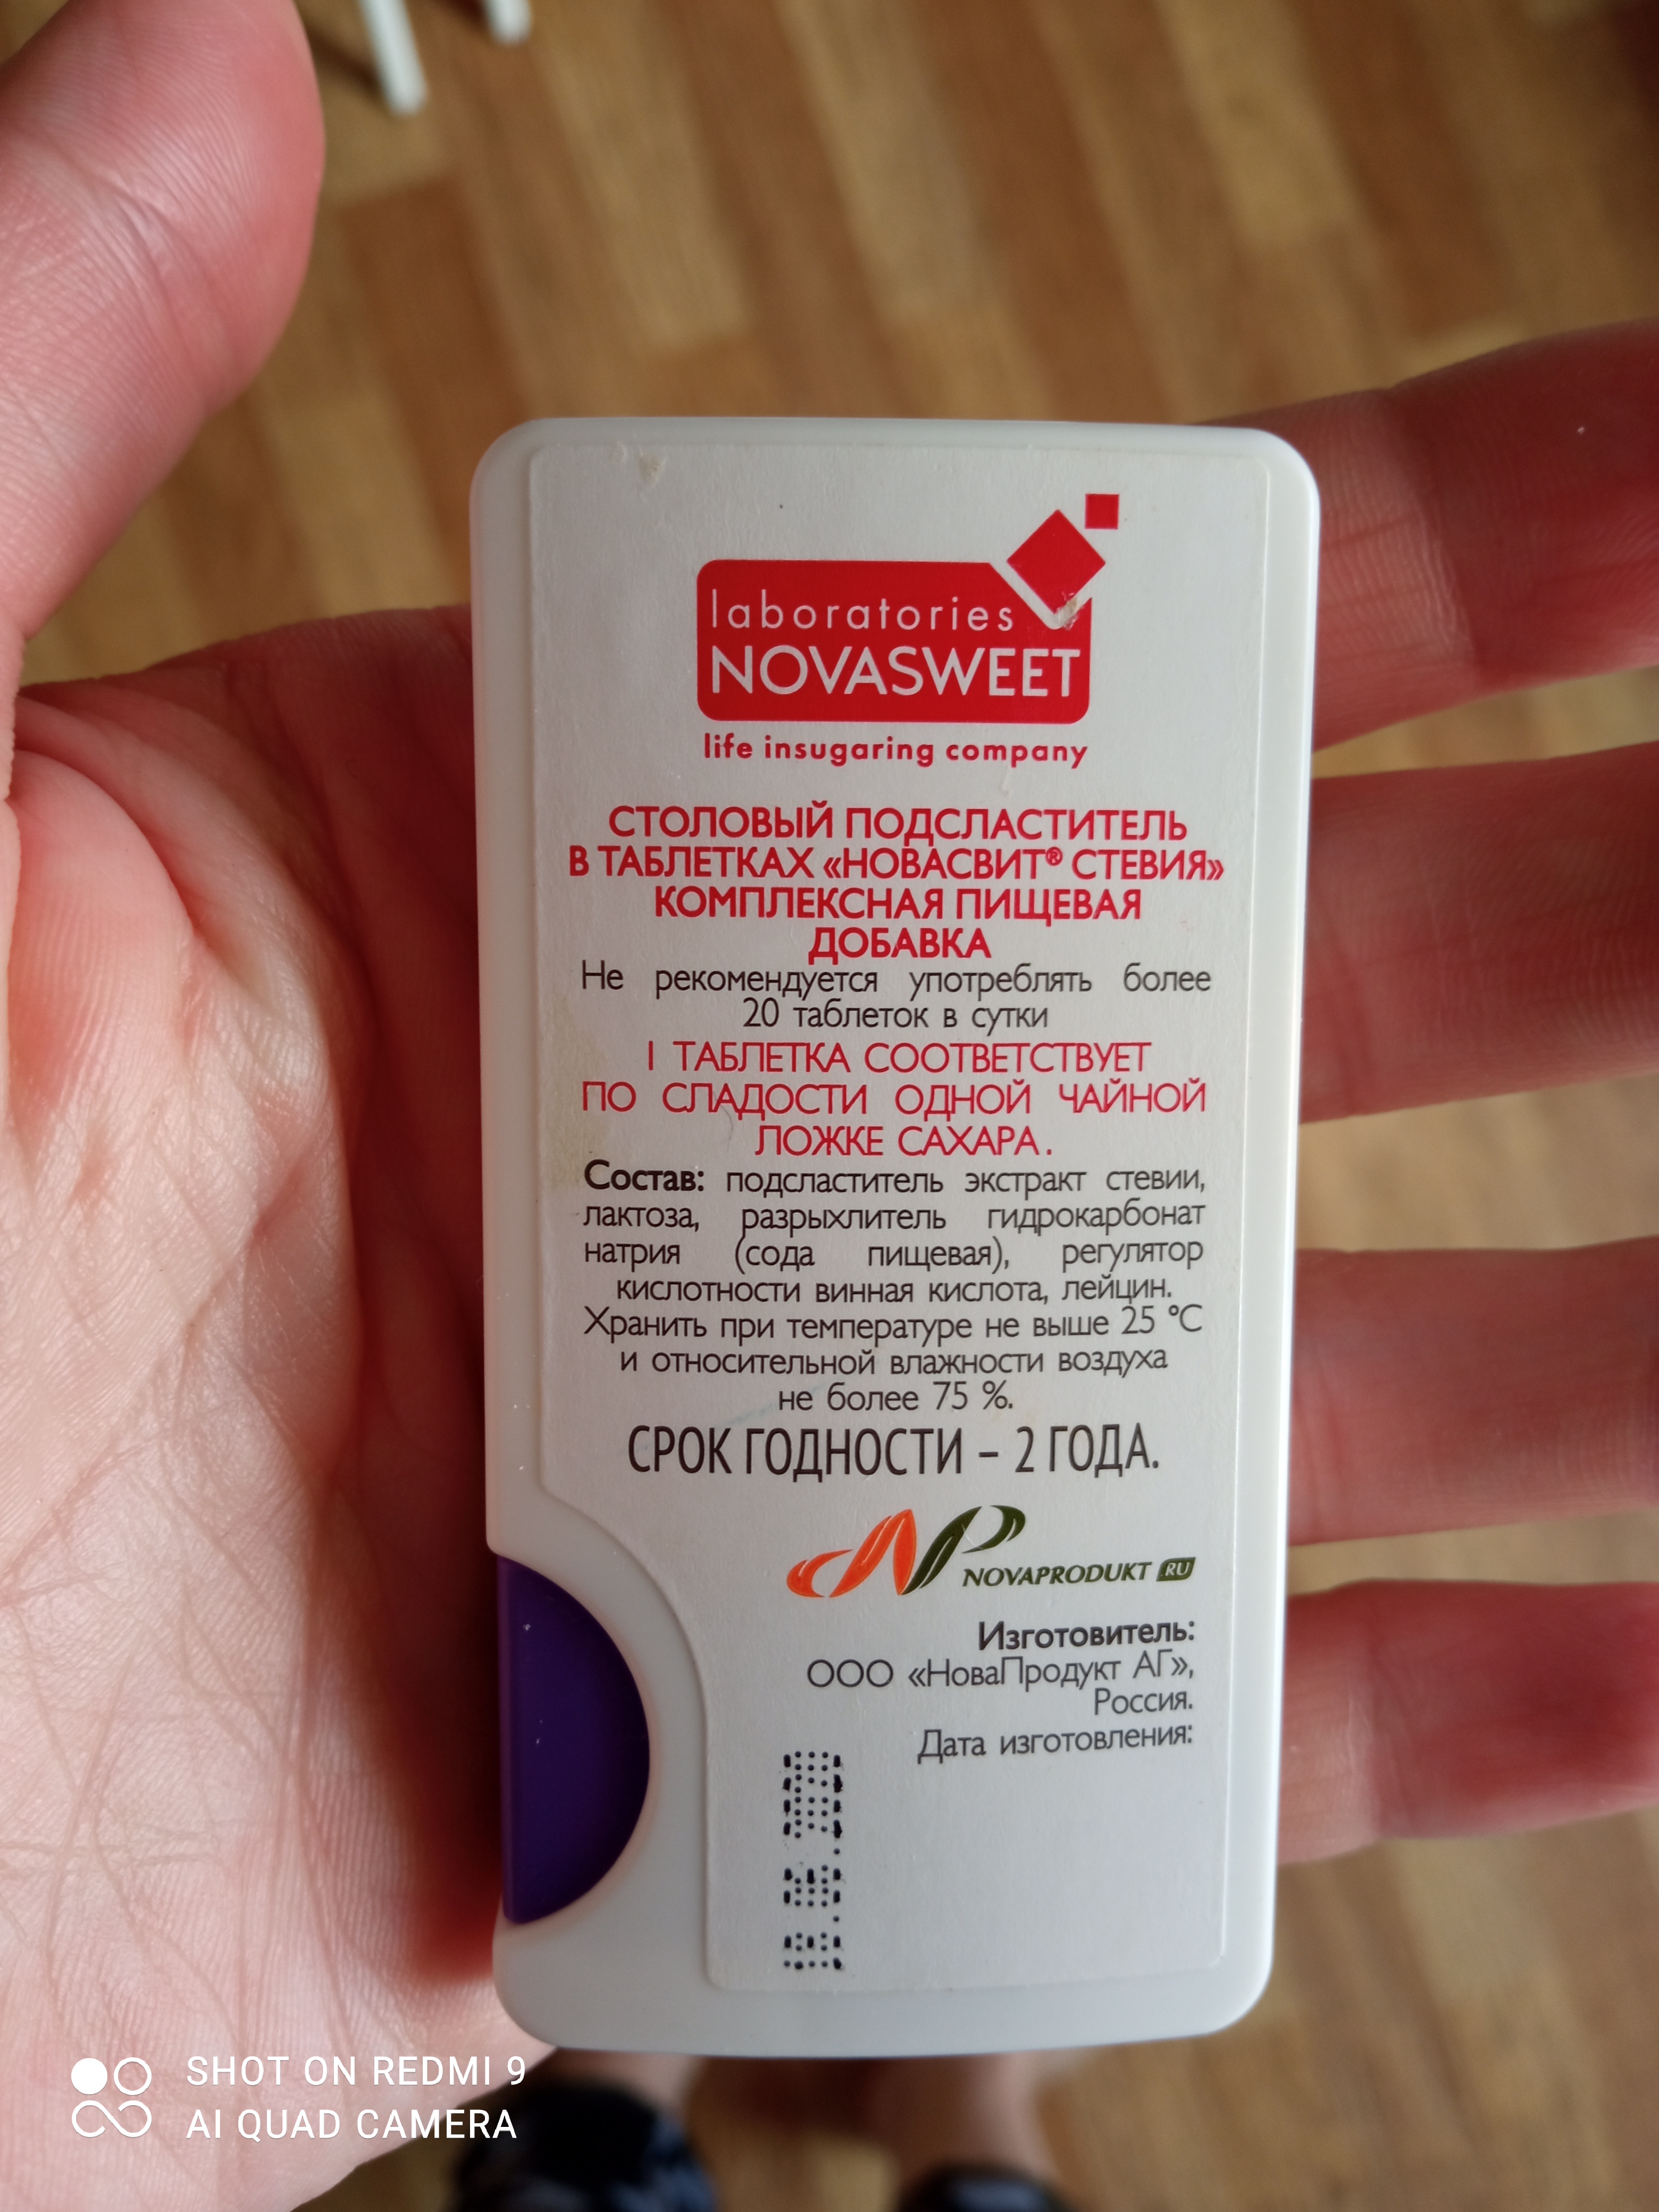 laboratories
NOVASWEET
life insugaring company
СТОЛОВЫЙ ПОДСЛАСТИТЕЛЬ
В ТАБЛЕТКАХ «НОВАСВИТ® СТЕВИЯ»
КОМПЛЕКСНАЯ ПИЩЕВАЯ
ДОБАВКА
Не рекомендуется употреблять более
20 таблеток в сутки
1 ТАБЛЕТКА СООТВЕТСТВУЕТ
ПО СЛАДОСТИ ОДНОЙ ЧАЙНОЙ
ЛОЖКЕ САХАРА.
Состав: подсластитель экстракт стевии,
лактоза, разрыхлитель гидрокарбонат
натрия (сода пищевая), регулятор
кислотности винная кислота, лейцин.
Хранить при температуре не выше 25 °С
и относительной влажности воздуха
не более 75 %.
СРОК ГОДНОСТИ – 2 ГОДА.
NOVAPRODUKT RU
Изготовитель:
ООО «НоваПродукт АГ»,
Россия.
Дата изготовления:
SHOT ON REDMI 9
AI QUAD CAMERA